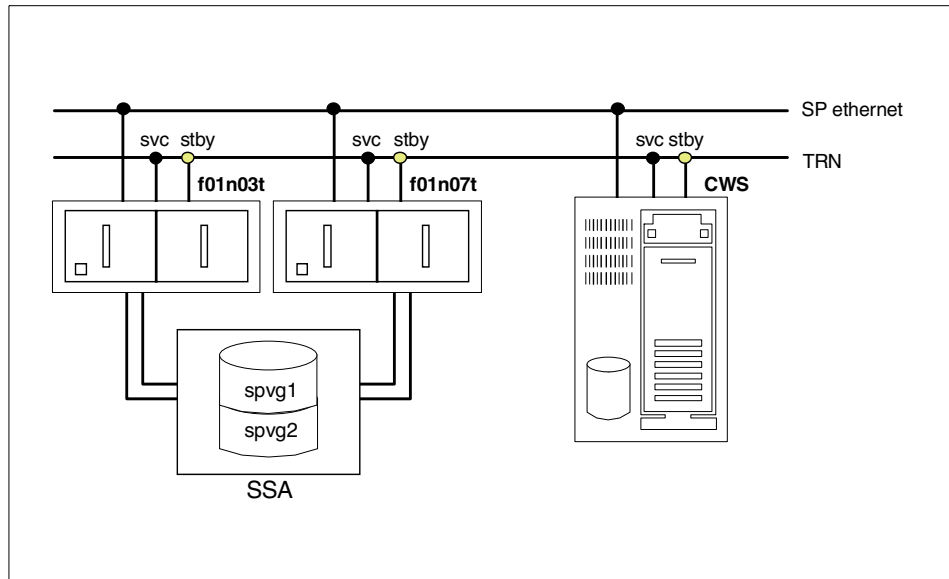 SP ethernet
svc stby
svc stby
svc stby
TRN
f01n03t
f01n07t
CWS
spvg1
spvg2
SSA